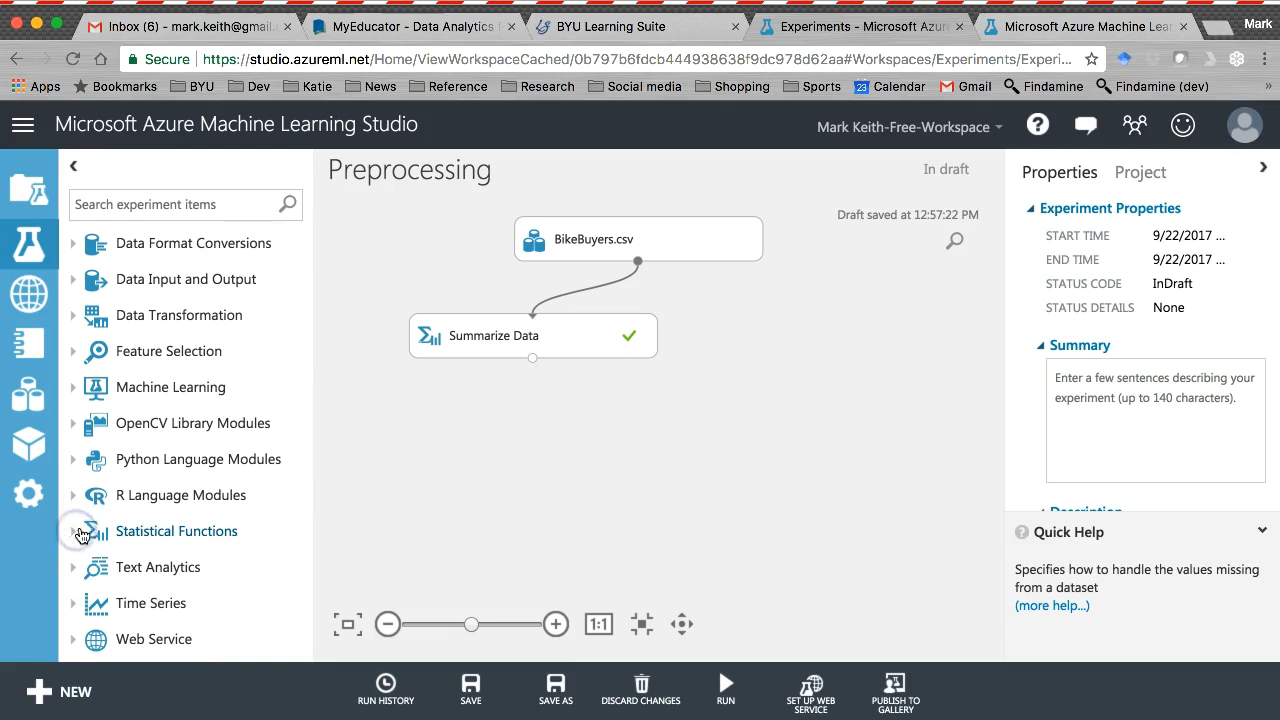 Inbox (6) - mark.keith@gmail.
MyEducator - Data Analytics f
BYU Learning Suite
Experiments - Microsoft Azure
Microsoft Azure Machine Lear
Mark
Secure
https://studio.azureml.net/Home/ViewWorkspaceCached/0b797b6fdcb444938638f9dc978d62aa#Workspaces/Experiments/Experi...
Apps
Bookmarks
BYU
Dev
Katie
News
Reference
Research
Social media
Shopping
Sports
23
Calendar
Gmail
Findamine
Findamine (dev)
»
Microsoft Azure Machine Learning Studio
Mark Keith-Free-Workspace
Search experiment items
Data Format Conversions
Data Input and Output
Data Transformation
Feature Selection
Machine Learning
OpenCV Library Modules
Python Language Modules
R Language Modules
Statistical Functions
Text Analytics
Time Series
Web Service
Preprocessing
In draft
Draft saved at 12:57:22 PM
BikeBuyers.csv
Summarize Data
1:1
Properties
Project
Experiment Properties
START TIME 9/22/2017 ...
END TIME 9/22/2017 ...
STATUS CODE InDraft
STATUS DETAILS None
Summary
Enter a few sentences describing your
experiment (up to 140 characters).
Description
Quick Help
Specifies how to handle the values missing
from a dataset
(more help...)
NEW
RUN HISTORY
SAVE
SAVE AS
DISCARD CHANGES
RUN
SET UP WEB
SERVICE
PUBLISH TO
GALLERY